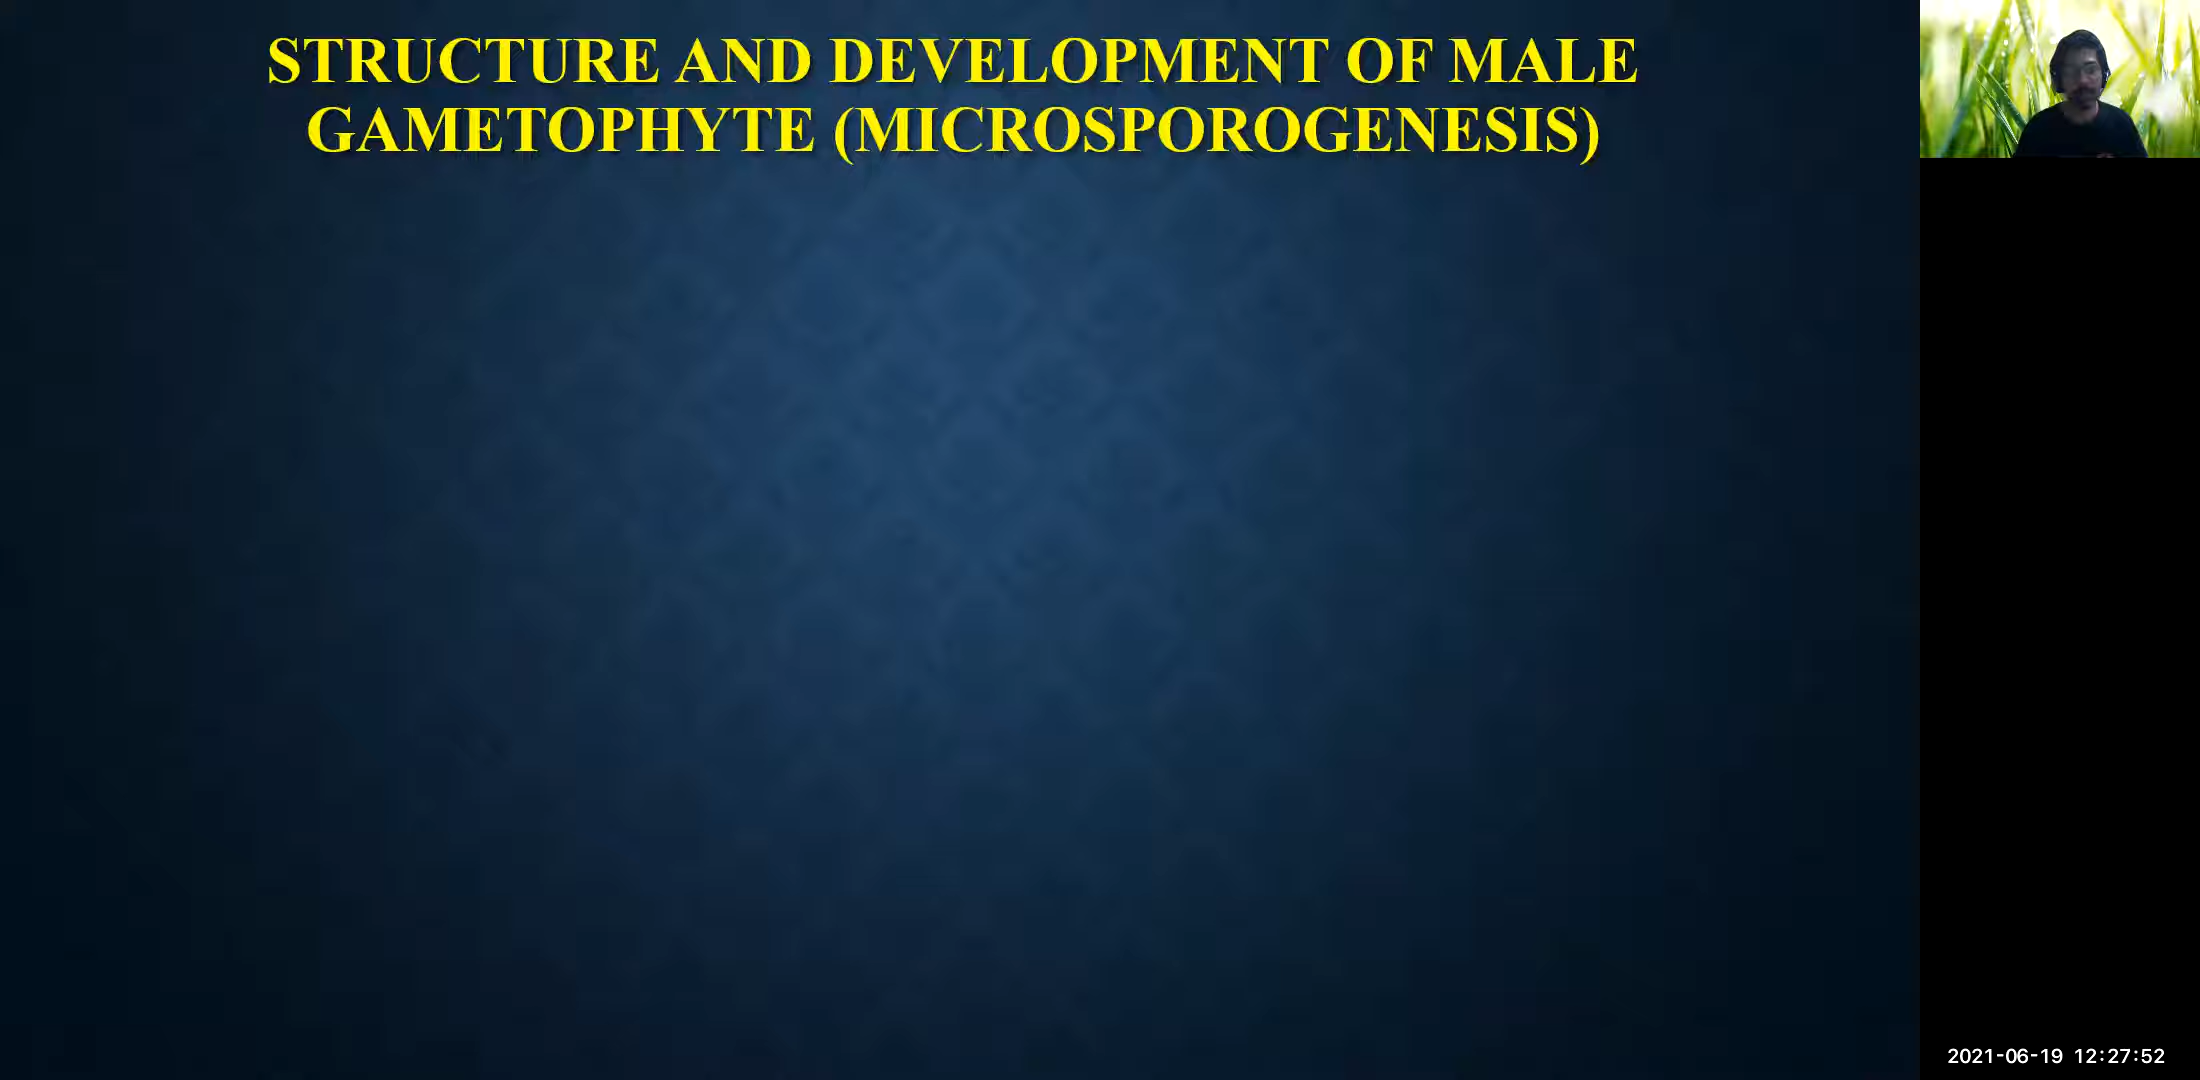 STRUCTURE AND DEVELOPMENT OF MALE
GAMETOPHYTE (MICROSPOROGENESIS)
2021-06-19 12:27:52